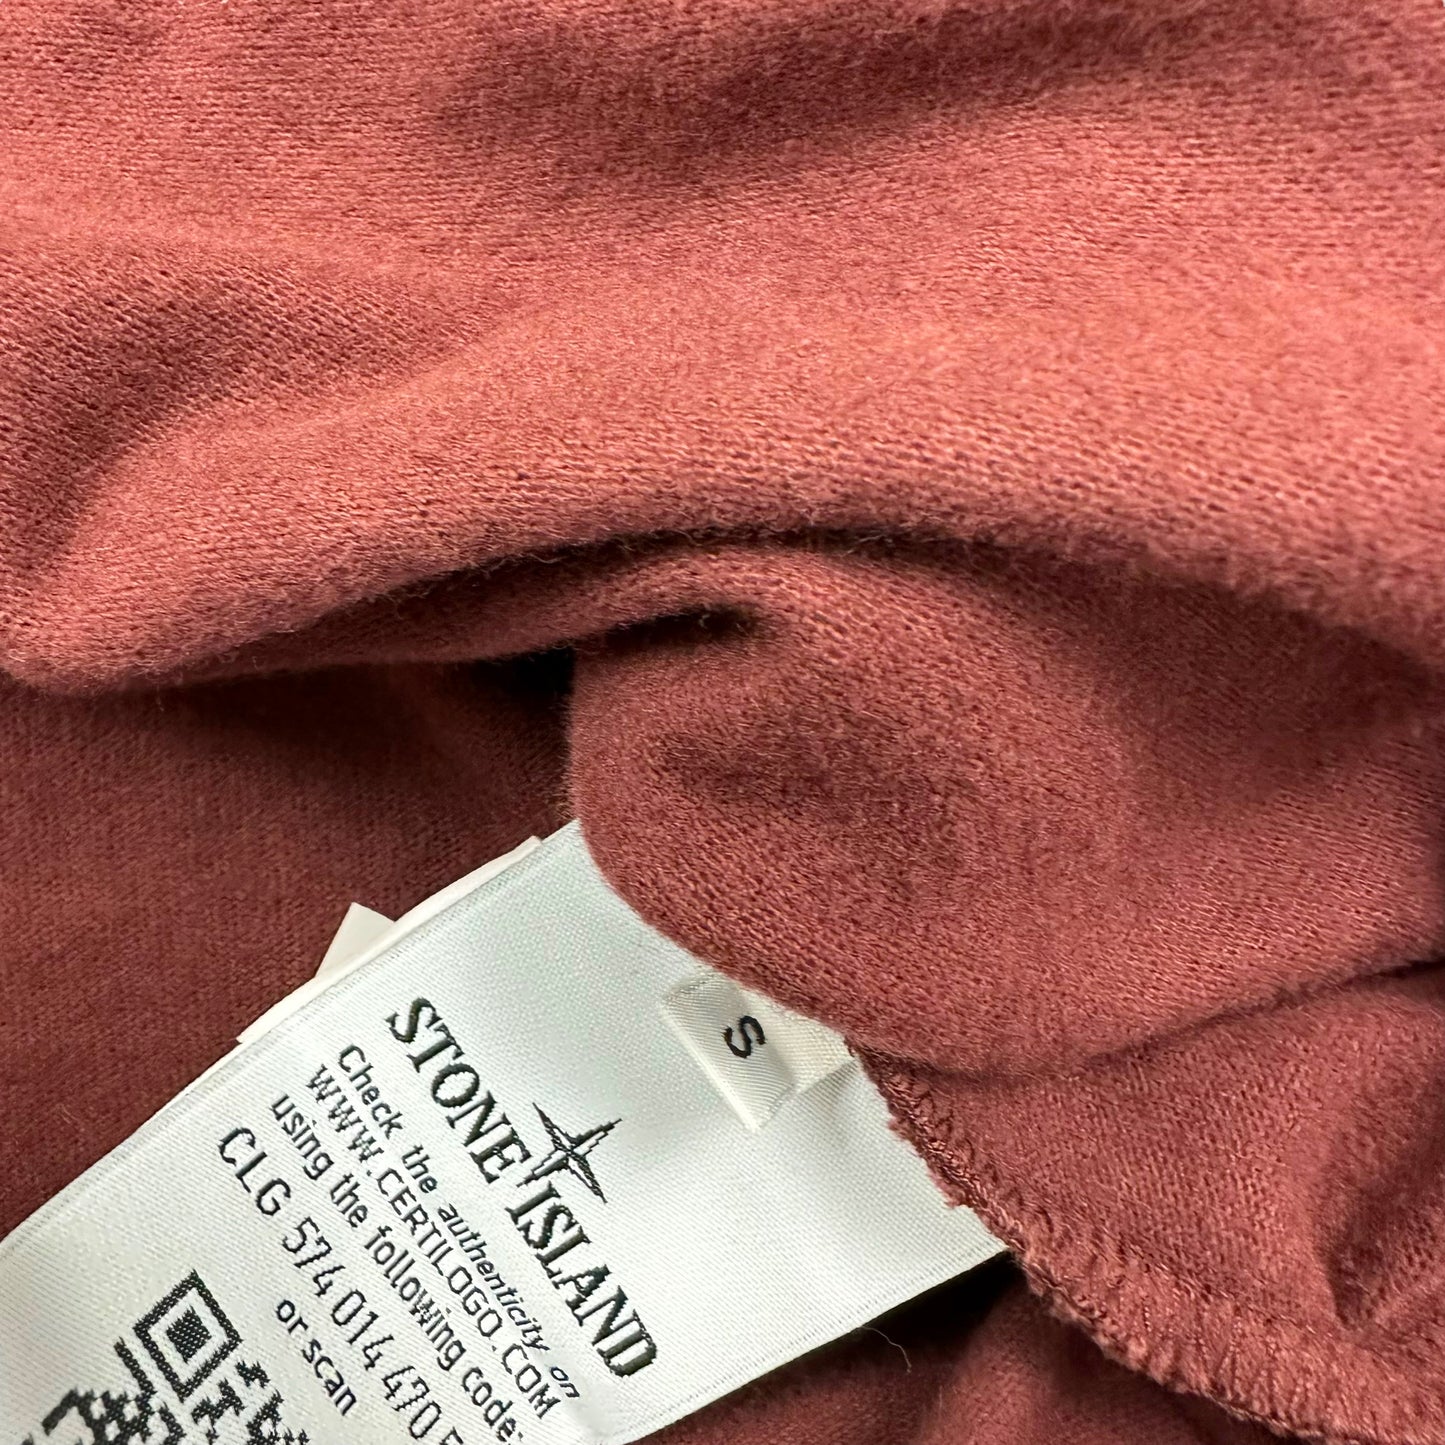 S
STONE ISLAND
Check the authenticity on
WWW.CERTILOGO.COM
using the following code:
CLG 574 014 470
or scan